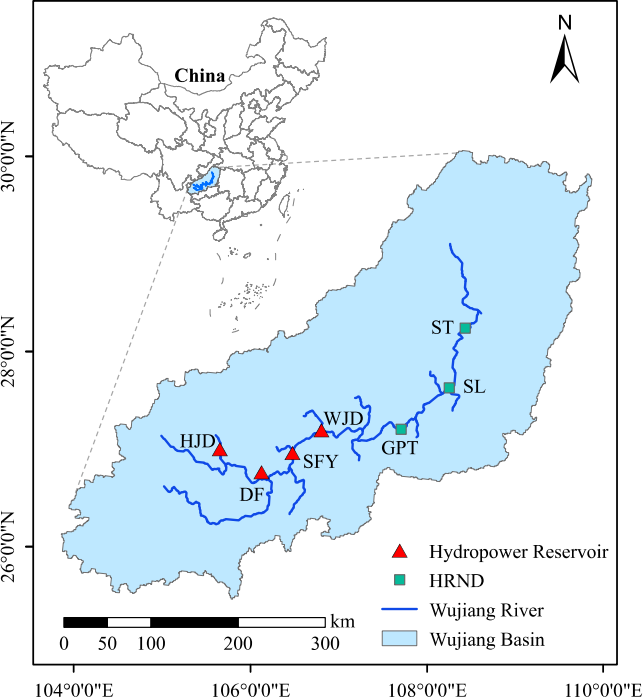 N
China
30°0'0"N
28°0'0"N
26°0'0"N
ST
SL
WJD
GPT
HJD
SFY
DF
Hydropower Reservoir
HRND
Wujiang River
Wujiang Basin
km
0 50 100 200 300
104°0'0"E 106°0'0"E 108°0'0"E 110°0'0"E